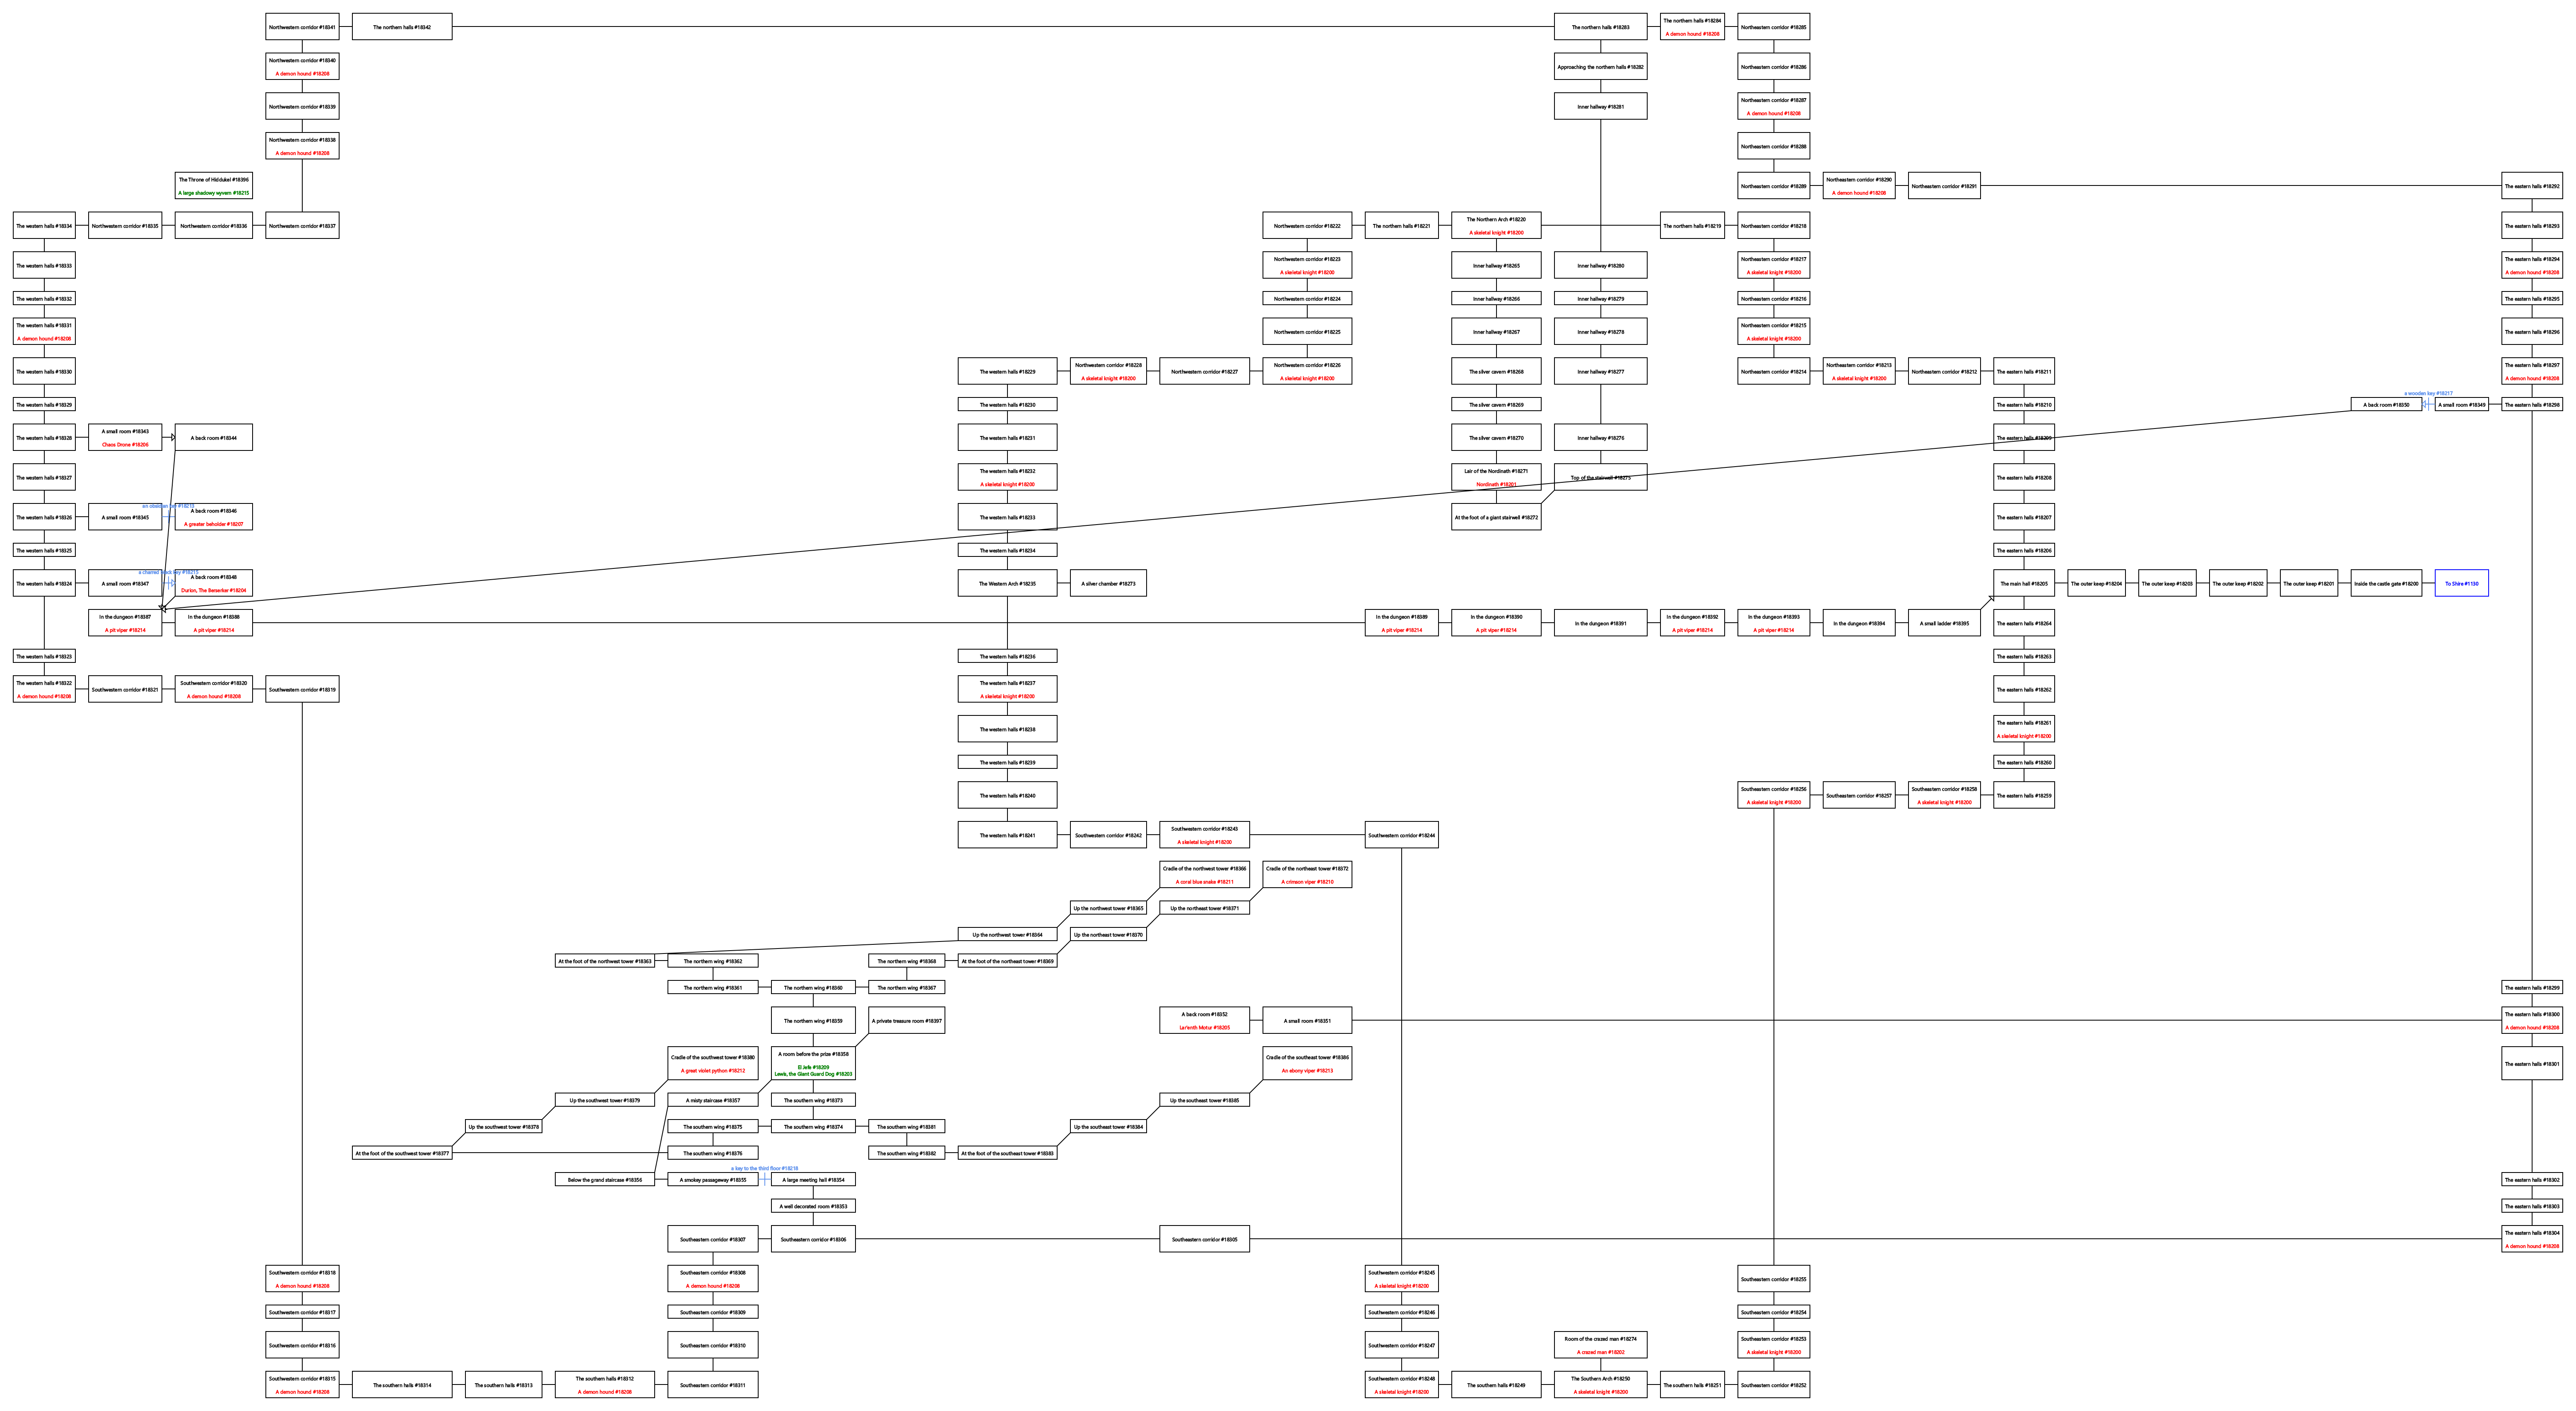 Northwestern corridor #18341
The northern halls #18342
The northern halls #18283
The northern halls #18284
A demon hound #18208
Northeastern corridor #18285
Northwestern corridor #18340
A demon hound #18208
Approaching the northern halls #18282
Northeastern corridor #18286
Northwestern corridor #18339
Inner hallway #18281
Northeastern corridor #18287
A demon hound #18208
Northwestern corridor #18338
A demon hound #18208
Northeastern corridor #18288
The Throne of Hiddukel #18396
A large shadowy wyvern #18215
Northeastern corridor #18289
Northeastern corridor #18290
A demon hound #18208
Northeastern corridor #18291
The eastern halls #18292
The western halls #18334
Northwestern corridor #18335
Northwestern corridor #18336
Northwestern corridor #18337
Northwestern corridor #18222
The northern halls #18221
The Northern Arch #18220
A skeletal knight #18200
The northern halls #18219
Northeastern corridor #18218
The eastern halls #18293
The western halls #18333
Northwestern corridor #18223
A skeletal knight #18200
Inner hallway #18265
Inner hallway #18280
Northeastern corridor #18217
A skeletal knight #18200
The eastern halls #18294
A demon hound #18208
The western halls #18332
Northwestern corridor #18224
Inner hallway #18266
Inner hallway #18279
Northeastern corridor #18216
The eastern halls #18295
The western halls #18331
A demon hound #18208
Northwestern corridor #18225
Inner hallway #18267
Inner hallway #18278
Northeastern corridor #18215
A skeletal knight #18200
The eastern halls #18296
The western halls #18330
The western halls #18229
Northwestern corridor #18228
A skeletal knight #18200
Northwestern corridor #18227
Northwestern corridor #18226
A skeletal knight #18200
The silver cavern #18268
Inner hallway #18277
Northeastern corridor #18214
Northeastern corridor #18213
A skeletal knight #18200
Northeastern corridor #18212
The eastern halls #18211
The eastern halls #18297
A demon hound #18208
a wooden key #18217
The western halls #18329
The western halls #18230
The silver cavern #18269
The eastern halls #18210
A back room #18350
A small room #18349
The eastern halls #18298
The western halls #18328
A small room #18343
Chaos Drone #18206
A back room #18344
The western halls #18231
The silver cavern #18270
Inner hallway #18276
The eastern halls #18209
The western halls #18327
The western halls #18232
A skeletal knight #18200
Lair of the Nordinath #18271
Nordinath #18201
Top of the stairwell #18275
The eastern halls #18208
The western halls #18326
A small room #18345
A back room #18346
A greater beholder #18207
The western halls #18233
At the foot of a giant stairwell #18272
The eastern halls #18207
The western halls #18325
The western halls #18234
The eastern halls #18206
The western halls #18324
A small room #18347
A back room #18348
Durion, The Berserker #18204
The Western Arch #18235
A silver chamber #18273
The main hall #18205
The outer keep #18204
The outer keep #18203
The outer keep #18202
The outer keep #18201
Inside the castle gate #18200
To Shire #1130
In the dungeon #18387
A pit viper #18214
In the dungeon #18388
A pit viper #18214
In the dungeon #18389
A pit viper #18214
In the dungeon #18390
A pit viper #18214
In the dungeon #18391
In the dungeon #18392
A pit viper #18214
In the dungeon #18393
A pit viper #18214
In the dungeon #18394
A small ladder #18395
The eastern halls #18264
The western halls #18323
The western halls #18236
The eastern halls #18263
The western halls #18322
A demon hound #18208
Southwestern corridor #18321
Southwestern corridor #18320
A demon hound #18208
Southwestern corridor #18319
The western halls #18237
A skeletal knight #18200
The eastern halls #18262
The western halls #18238
The eastern halls #18261
A skeletal knight #18200
The western halls #18239
The eastern halls #18260
The western halls #18240
Southeastern corridor #18256
A skeletal knight #18200
Southeastern corridor #18257
Southeastern corridor #18258
A skeletal knight #18200
The eastern halls #18259
The western halls #18241
Southwestern corridor #18242
Southwestern corridor #18243
A skeletal knight #18200
Southwestern corridor #18244
Cradle of the northwest tower #18366
A coral blue snake #18211
Cradle of the northeast tower #18372
A crimson viper #18210
Up the northwest tower #18365
Up the northeast tower #18371
Up the northwest tower #18364
Up the northeast tower #18370
At the foot of the northwest tower #18363
The northern wing #18362
The northern wing #18368
At the foot of the northeast tower #18369
The northern wing #18361
The northern wing #18360
The northern wing #18367
The eastern halls #18299
The northern wing #18359
A private treasure room #18397
A back room #18352
Lar'enth Motur #18205
A small room #18351
The eastern halls #18300
A demon hound #18208
Cradle of the southwest tower #18380
A great violet python #18212
A room before the prize #18358
El Jefe #18209
Lewis, the Giant Guard Dog #18203
Cradle of the southeast tower #18386
An ebony viper #18213
The eastern halls #18301
Up the southwest tower #18379
A misty staircase #18357
The southern wing #18373
Up the southeast tower #18385
Up the southwest tower #18378
The southern wing #18375
The southern wing #18374
The southern wing #18381
Up the southeast tower #18384
At the foot of the southwest tower #18377
The southern wing #18376
The southern wing #18382
At the foot of the southeast tower #18383
a key to the third floor #18216
Below the grand staircase #18356
A smokey passageway #18355
A large meeting hall #18354
The eastern halls #18302
A well decorated room #18353
The eastern halls #18303
Southeastern corridor #18307
Southeastern corridor #18306
Southeastern corridor #18305
The eastern halls #18304
A demon hound #18208
Southwestern corridor #18318
A demon hound #18208
Southeastern corridor #18308
A demon hound #18208
Southwestern corridor #18245
A skeletal knight #18200
Southeastern corridor #18255
Southwestern corridor #18317
Southeastern corridor #18309
Southwestern corridor #18246
Southeastern corridor #18254
Southwestern corridor #18316
Southeastern corridor #18310
Southwestern corridor #18247
Room of the crazed man #18274
A crazed man #18202
Southeastern corridor #18253
A skeletal knight #18200
Southwestern corridor #18315
A demon hound #18208
The southern halls #18314
The southern halls #18313
The southern halls #18312
A demon hound #18208
Southeastern corridor #18311
Southwestern corridor #18248
A skeletal knight #18200
The southern halls #18249
The Southern Arch #18250
A skeletal knight #18200
The southern halls #18251
Southeastern corridor #18252